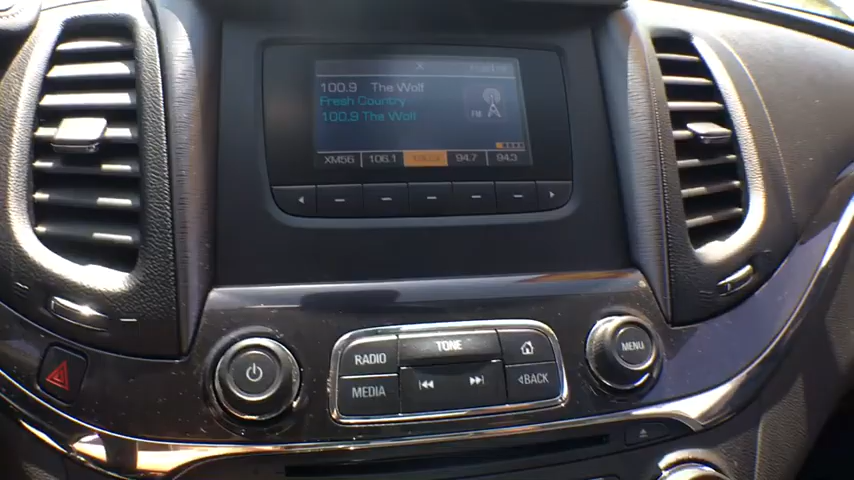 100.9 The Wolf
Fresh Country
100.9 The Wolf
FM
XM56 106.1 94.7 94.3
RADIO TONE BACK
MEDIA
MENU